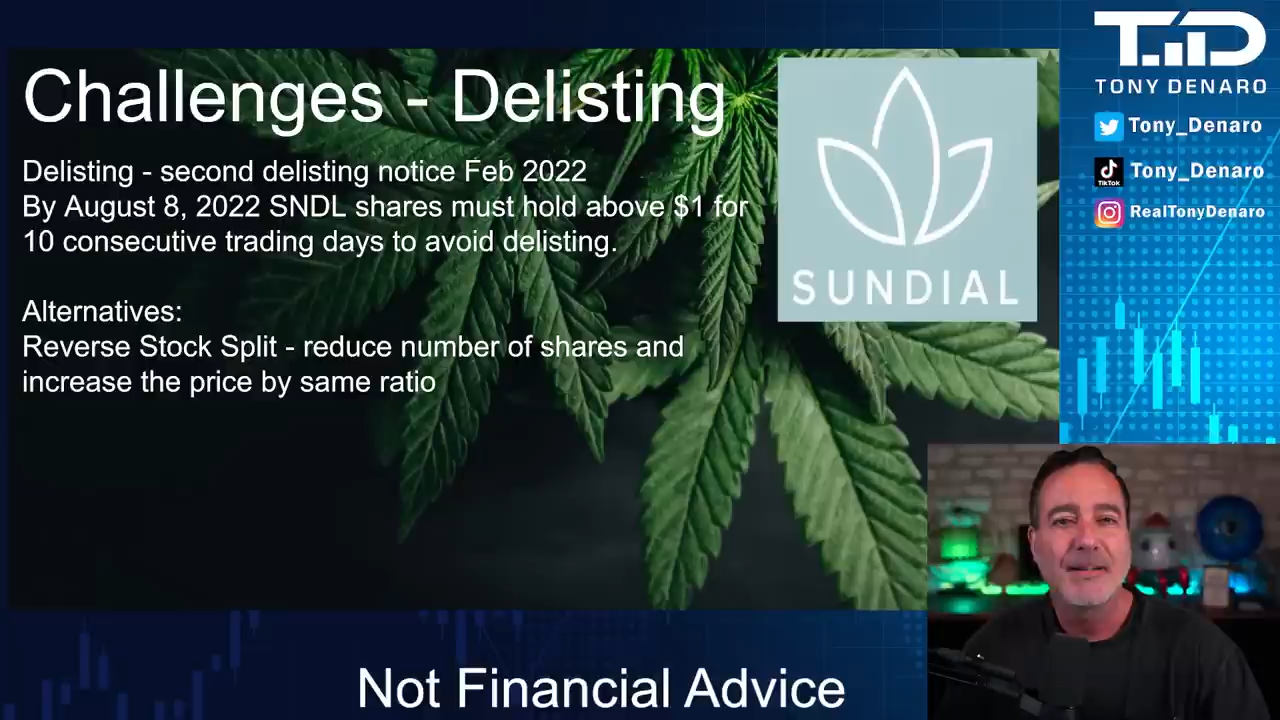 Challenges - Delisting
Delisting - second delisting notice Feb 2022
By August 8, 2022 SNDL shares must hold above $1 for
10 consecutive trading days to avoid delisting.
Alternatives:
Reverse Stock Split - reduce number of shares and
increase the price by same ratio
SUNDIAL
TD
TONY DENARO
Tony_Denaro
TikTok
Tony_Denaro
RealTonyDenaro
Not Financial Advice